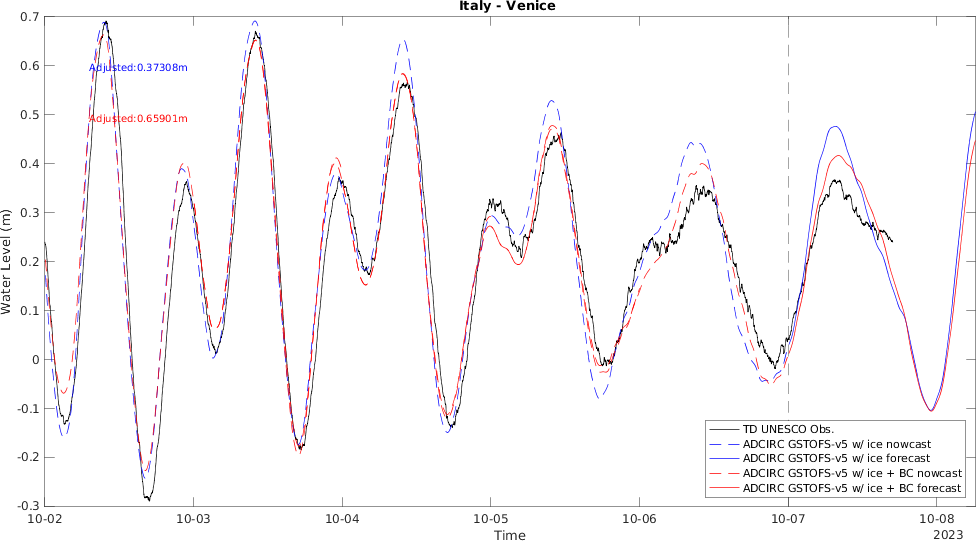 Italy - Venice
0.7
0.6
0.5
0.4
0.3
0.2
0.1
0
-0.1
-0.2
-0.3
Water Level (m)
Adjusted:0.37308m
Adjusted:0.65901m
TD UNESCO Obs.
ADCIRC GSTOFS-v5 w/ ice nowcast
ADCIRC GSTOFS-v5 w/ ice forecast
ADCIRC GSTOFS-v5 w/ ice + BC nowcast
ADCIRC GSTOFS-v5 w/ ice + BC forecast
10-02 10-03 10-04 10-05 10-06 10-07 10-08
Time
2023